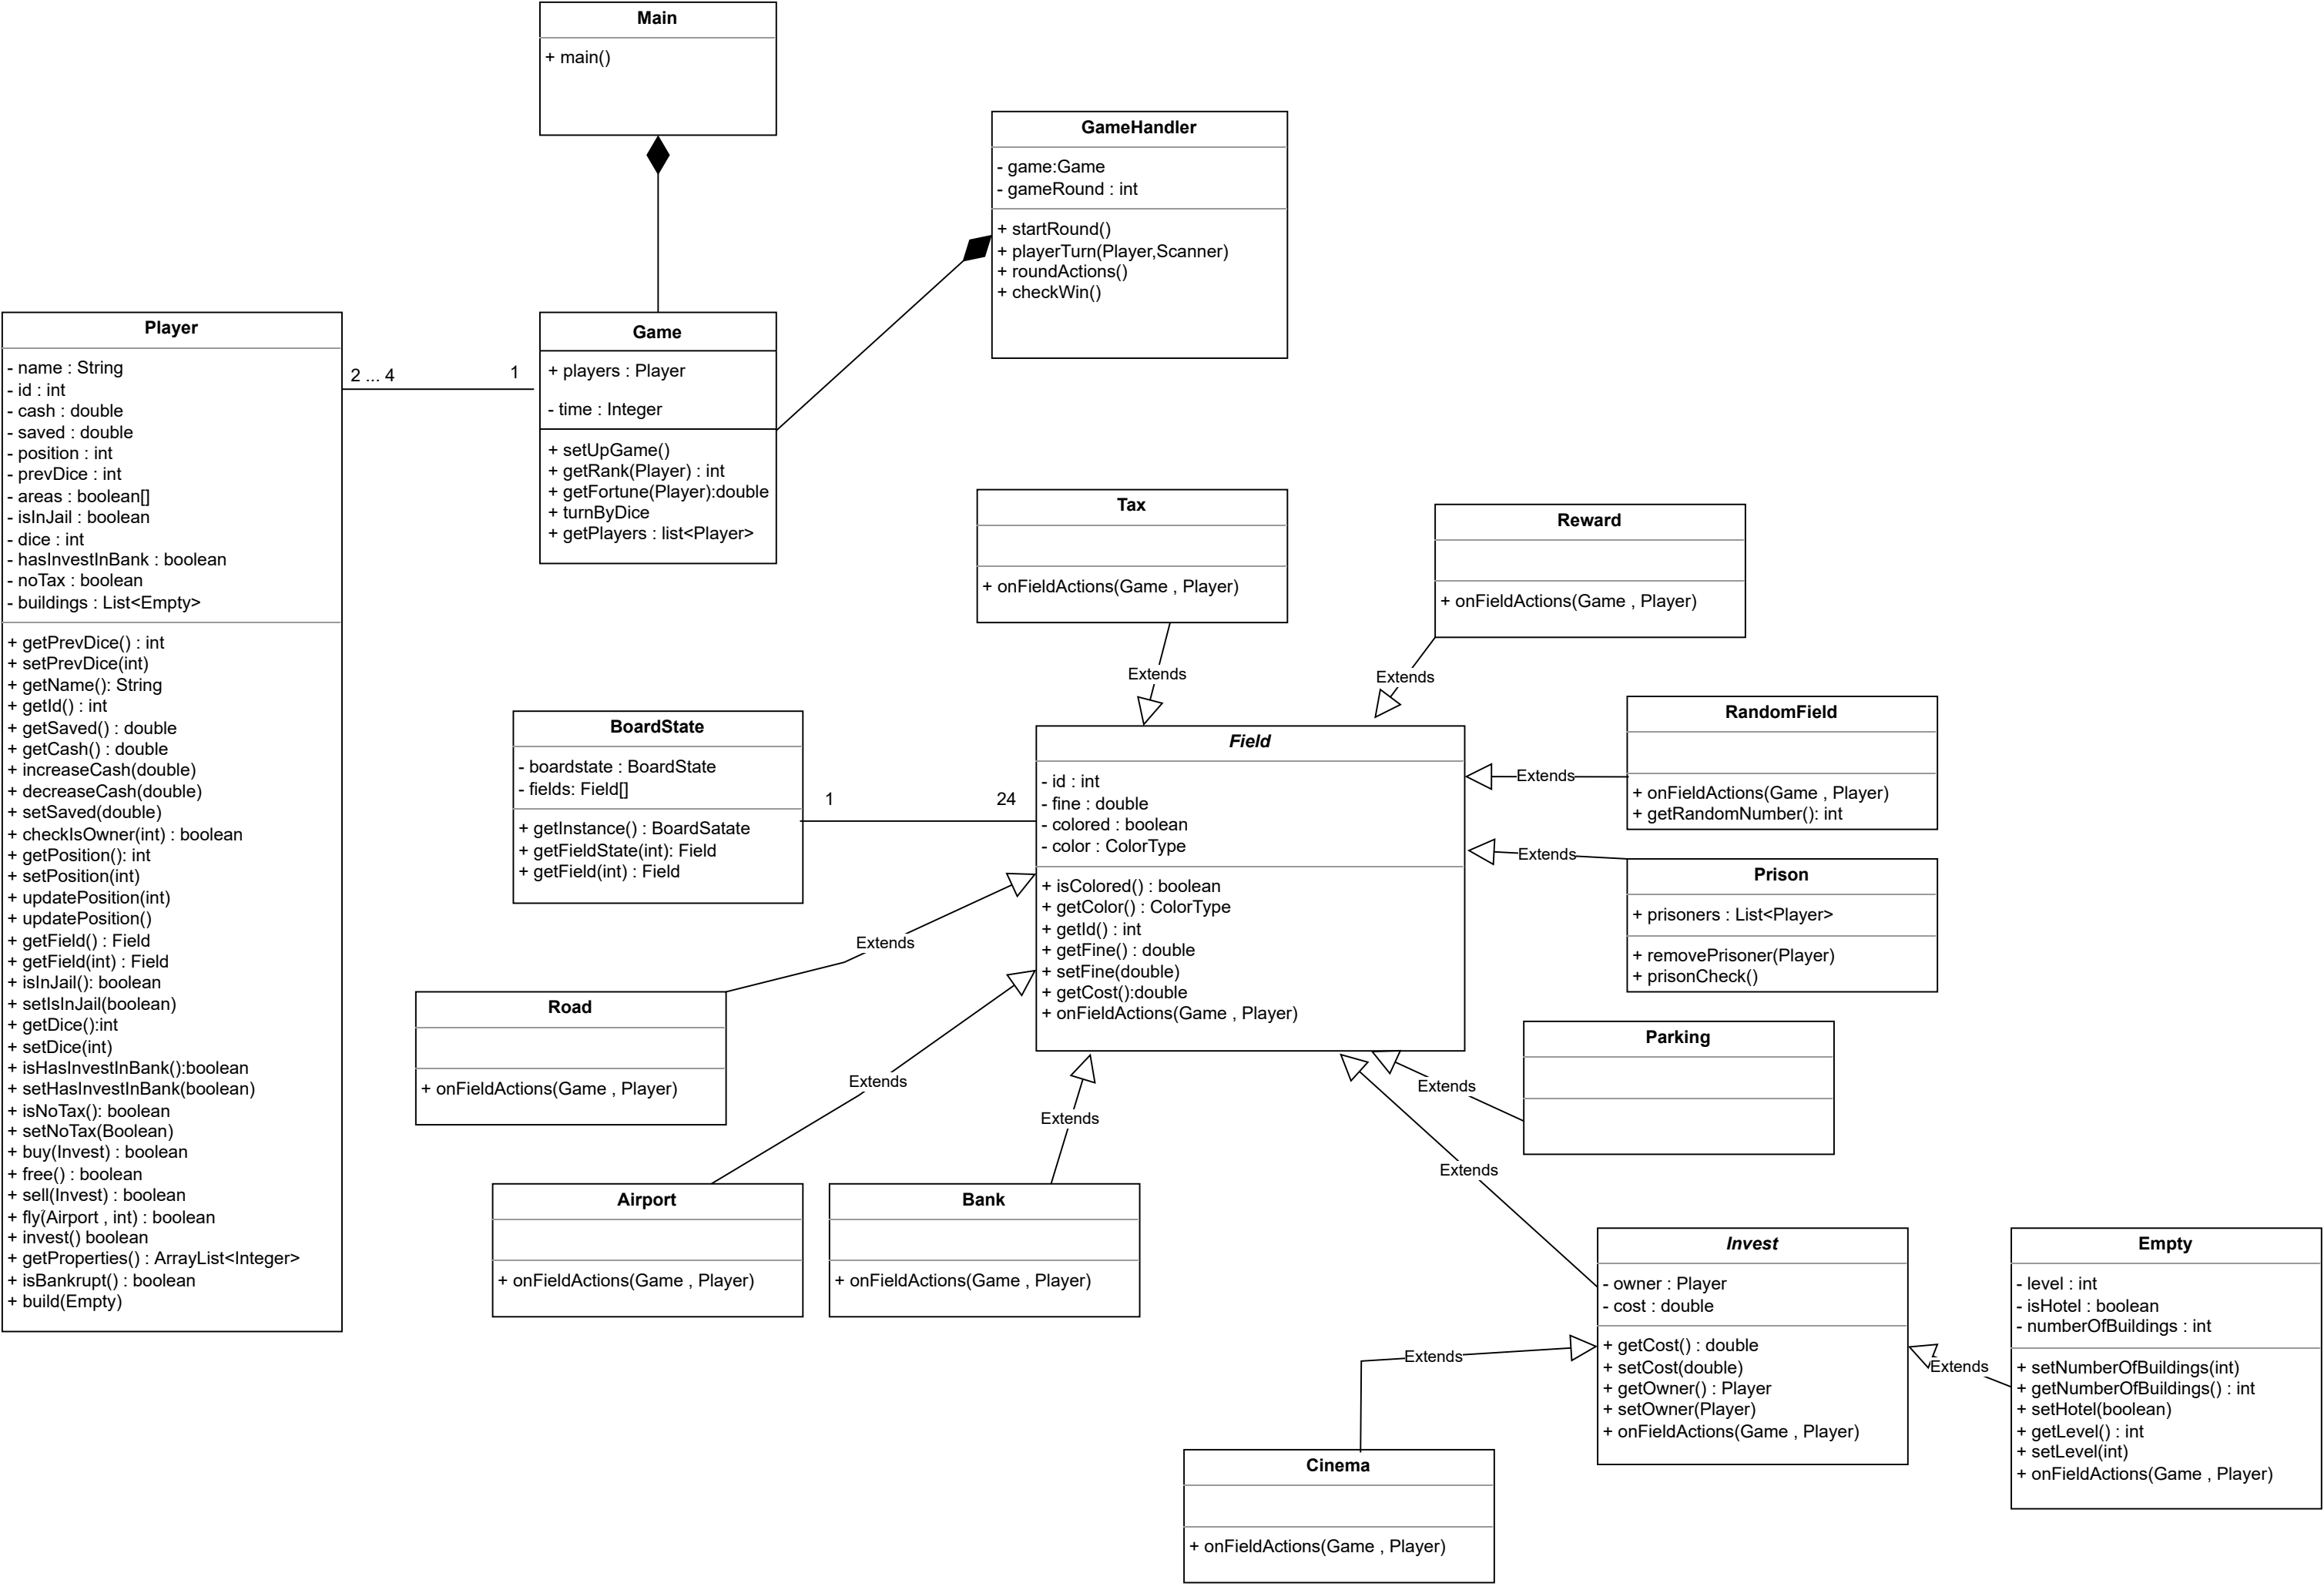 Main
+ main()
GameHandler
- game:Game
- gameRound : int
+ startRound()
+ playerTurn(Player,Scanner)
+ roundActions()
+ checkWin()
Player
- name : String
- id : int
- cash : double
- saved : double
- position : int
- prevDice : int
- areas : boolean[]
- isInJail : boolean
- dice : int
- hasInvestInBank : boolean
- noTax : boolean
- buildings : List<Empty>
+ getPrevDice() : int
+ setPrevDice(int)
+ getName(): String
+ getId() : int
+ getSaved() : double
+ getCash() : double
+ increaseCash(double)
+ decreaseCash(double)
+ setSaved(double)
+ checkIsOwner(int) : boolean
+ getPosition(): int
+ setPosition(int)
+ updatePosition(int)
+ updatePosition()
+ getField() : Field
+ getField(int) : Field
+ isInJail(): boolean
+ setIsInJail(boolean)
+ getDice():int
+ setDice(int)
+ isHasInvestInBank():boolean
+ setHasInvestInBank(boolean)
+ isNoTax(): boolean
+ setNoTax(Boolean)
+ buy(Invest) : boolean
+ free() : boolean
+ sell(Invest) : boolean
+ fly(Airport , int) : boolean
+ invest() boolean
+ getProperties() : ArrayList<Integer>
+ isBankrupt() : boolean
+ build(Empty)
2 ... 4
1
Game
+ players : Player
- time : Integer
+ setUpGame()
+ getRank(Player) : int
+ getFortune(Player):double
+ turnByDice
+ getPlayers : list<Player>
Tax
+ onFieldActions(Game , Player)
Extends
Reward
+ onFieldActions(Game , Player)
Extends
BoardState
- boardstate : BoardState
- fields: Field[]
+ getInstance() : BoardSatate
+ getFieldState(int): Field
+ getField(int) : Field
1
24
Field
- id : int
- fine : double
- colored : boolean
- color : ColorType
+ isColored() : boolean
+ getColor() : ColorType
+ getId() : int
+ getFine() : double
+ setFine(double)
+ getCost():double
+ onFieldActions(Game , Player)
Extends
RandomField
+ onFieldActions(Game , Player)
+ getRandomNumber(): int
Extends
Prison
+ prisoners : List<Player>
+ removePrisoner(Player)
+ prisonCheck()
Extends
Road
+ onFieldActions(Game , Player)
Extends
Airport
+ onFieldActions(Game , Player)
Extends
Bank
+ onFieldActions(Game , Player)
Extends
Parking
Extends
Invest
- owner : Player
- cost : double
+ getCost() : double
+ setCost(double)
+ getOwner() : Player
+ setOwner(Player)
+ onFieldActions(Game , Player)
Extends
Empty
- level : int
- isHotel : boolean
- numberOfBuildings : int
+ setNumberOfBuildings(int)
+ getNumberOfBuildings() : int
+ setHotel(boolean)
+ getLevel() : int
+ setLevel(int)
+ onFieldActions(Game , Player)
Extends
Cinema
+ onFieldActions(Game , Player)